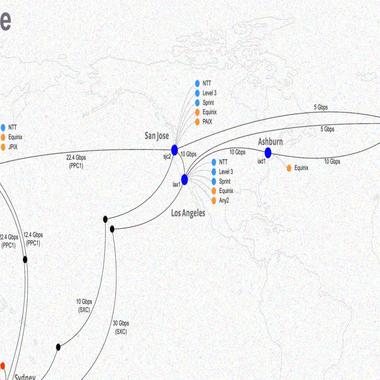 e
NTT
Level 3
Sprint
Equinix
PAIX
5 Gbps
NTT
Equinix
JPIX
San Jose
5 Gbps
sjc2
10 Gbps
22.4 Gbps
(PPC1)
Ashburn
10 Gbps
iad1
10 Gbps
NTT
Level 3
Sprint
Equinix
Any2
Equinix
lax1
Los Angeles
22.4 Gbps
(PPC1)
12.4 Gbps
(PPC1)
10 Gbps
(SXC)
30 Gbps
(SXC)
Sydney